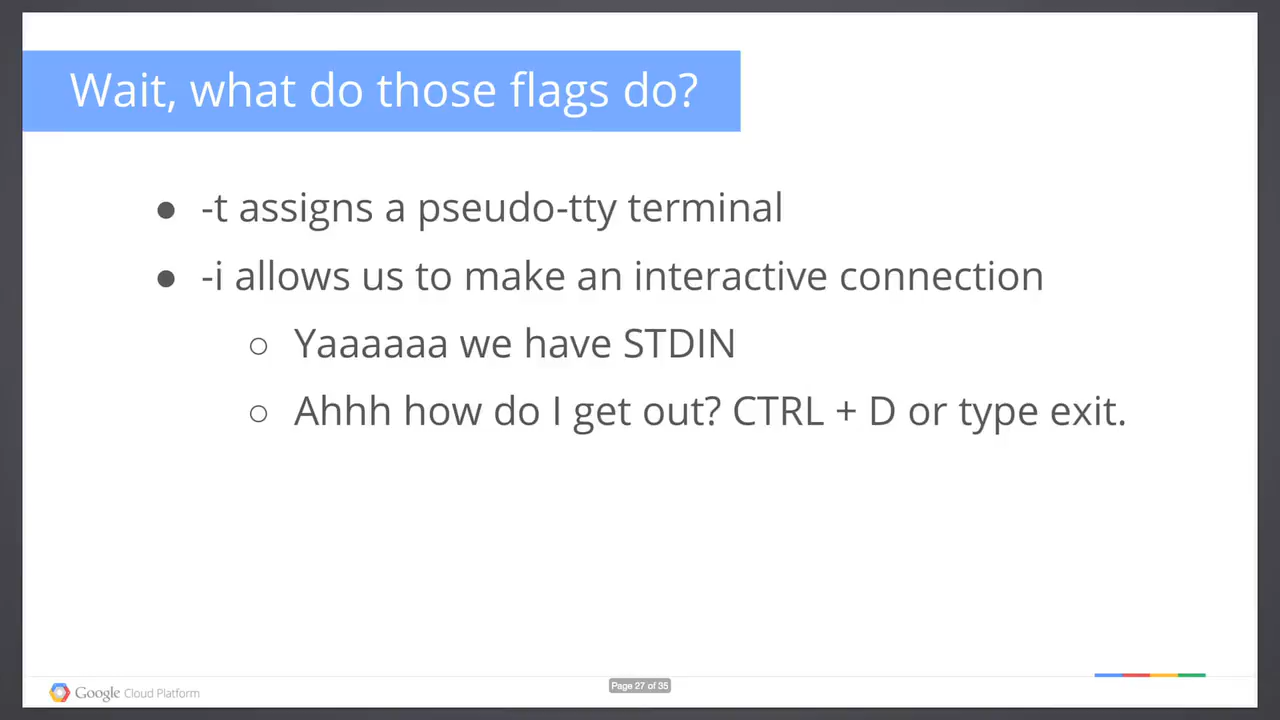 Wait, what do those flags do?
● -t assigns a pseudo-tty terminal
● -i allows us to make an interactive connection
○ Yaaaaaa we have STDIN
○ Ahhh how do I get out? CTRL + D or type exit.
Google Cloud Platform
Page 27 of 35